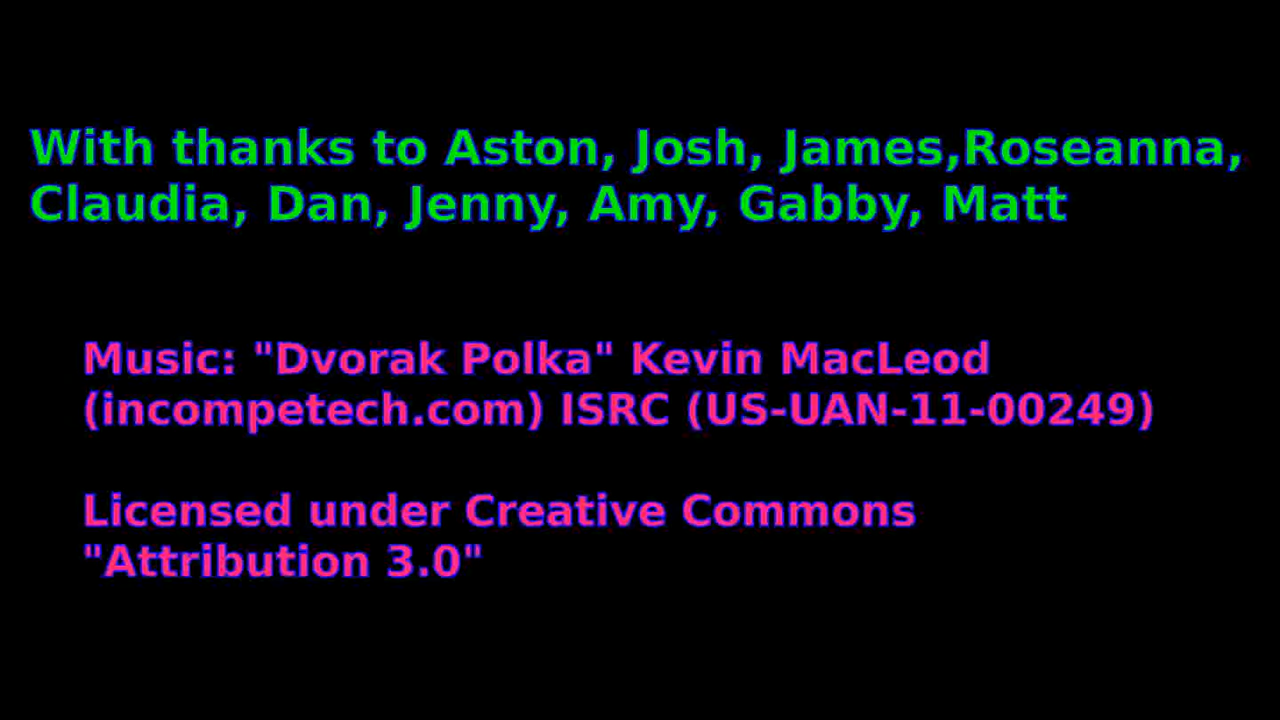 With thanks to Aston, Josh, James,Roseanna,
Claudia, Dan, Jenny, Amy, Gabby, Matt
Music: "Dvorak Polka" Kevin MacLeod
(incompetech.com) ISRC (US-UAN-11-00249)
Licensed under Creative Commons
"Attribution 3.0"